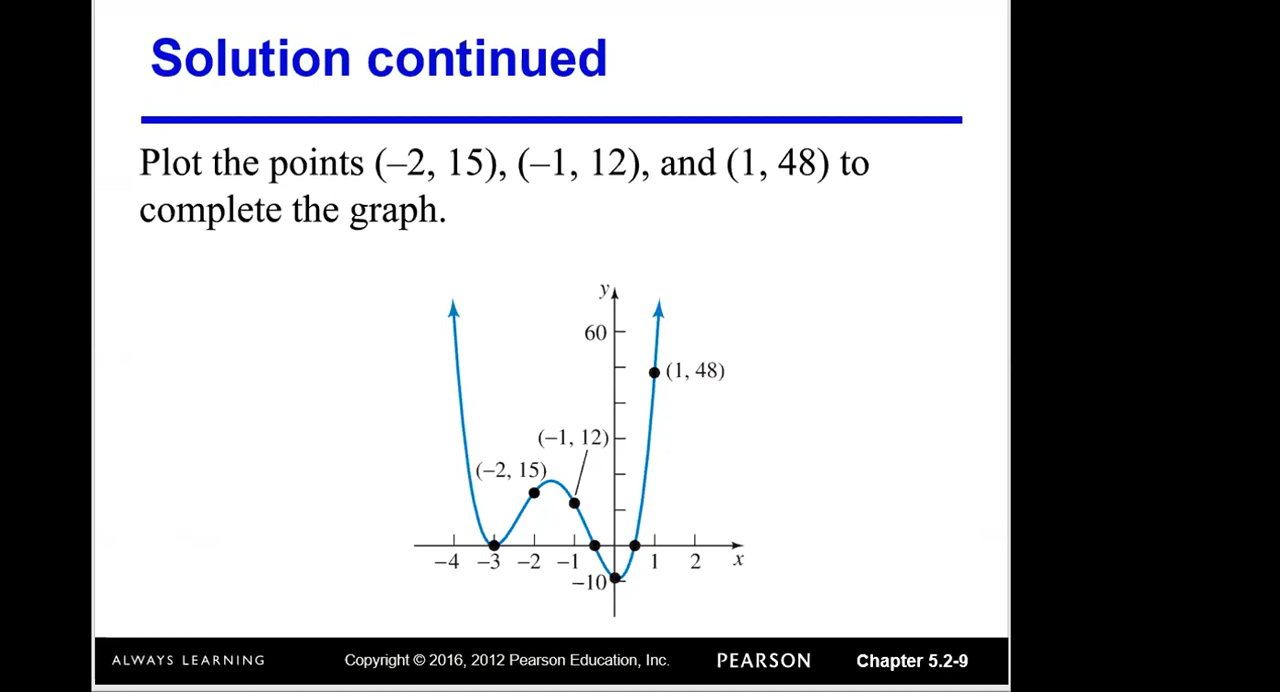 Solution continued
Plot the points (–2, 15), (–1, 12), and (1, 48) to
complete the graph.
y
60
(1, 48)
(–1, 12)
(–2, 15)
–4 –3 –2 –1 1 2 x
–10
ALWAYS LEARNING Copyright © 2016, 2012 Pearson Education, Inc. PEARSON Chapter 5.2-9